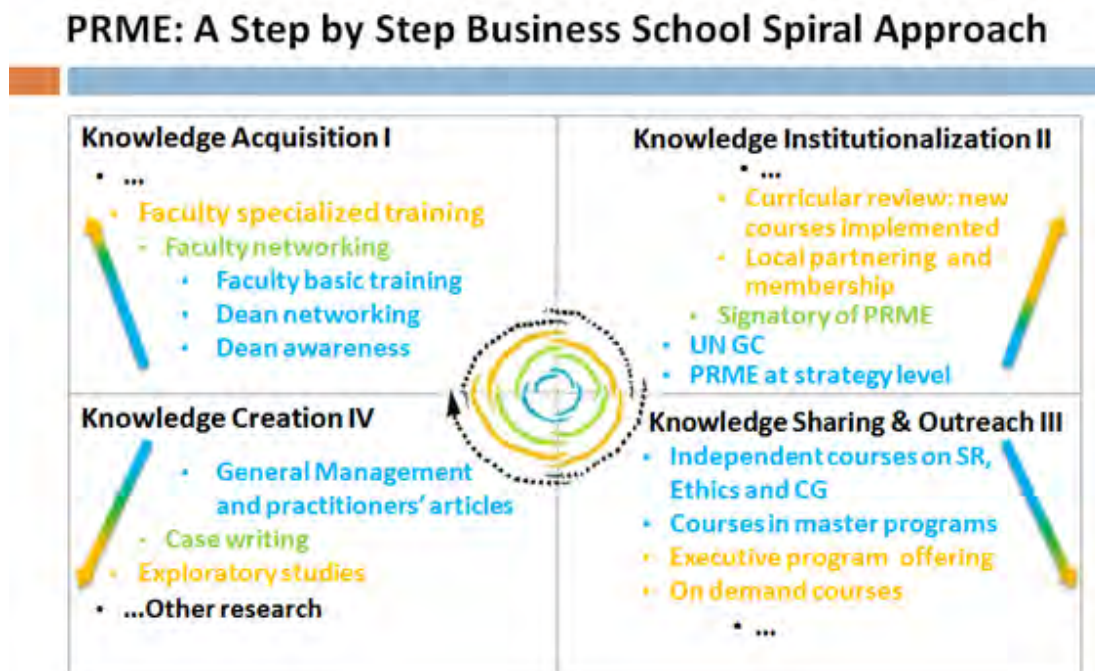 PRME: A Step by Step Business School Spiral Approach
Knowledge Acquisition I
• ...
• Faculty specialized training
• Faculty networking
• Faculty basic training
• Dean networking
• Dean awareness
Knowledge Institutionalization II
• ...
• Curricular review: new
courses implemented
• Local partnering and
membership
• Signatory of PRME
• UN GC
• PRME at strategy level
Knowledge Creation IV
• General Management
and practitioners' articles
• Case writing
• Exploratory studies
• ...Other research
Knowledge Sharing & Outreach III
• Independent courses on SR,
Ethics and CG
• Courses in master programs
• Executive program offering
• On demand courses
• ...